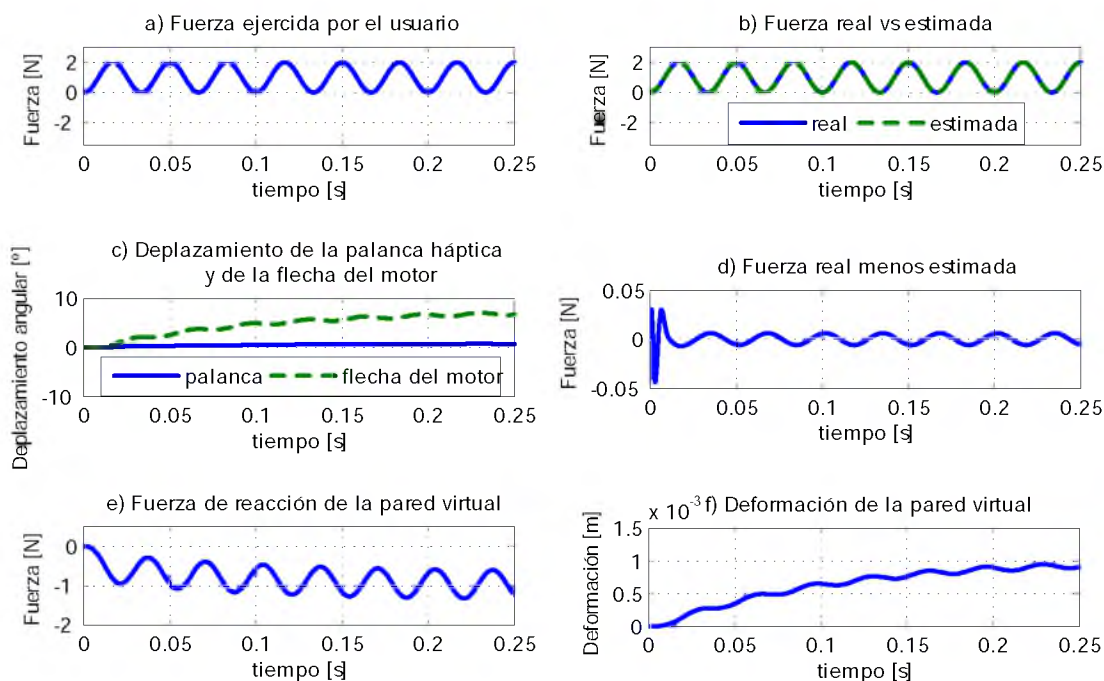 a) Fuerza ejercida por el usuario
Fuerza [N]
2
0
-2
0 0.05 0.1 0.15 0.2 0.25
tiempo [s]
b) Fuerza real vs estimada
Fuerza [N]
2
0
-2
real estimada
0 0.05 0.1 0.15 0.2 0.25
tiempo [s]
c) Deplazamiento de la palanca háptica
y de la flecha del motor
Deplazamiento angular [º]
10
0
-10
palanca flecha del motor
0 0.05 0.1 0.15 0.2 0.25
tiempo [s]
d) Fuerza real menos estimada
Fuerza [N]
0.05
0
-0.05
0 0.05 0.1 0.15 0.2 0.25
tiempo [s]
e) Fuerza de reacción de la pared virtual
Fuerza [N]
0
-1
-2
0 0.05 0.1 0.15 0.2 0.25
tiempo [s]
x 10⁻³ f) Deformación de la pared virtual
Deformación [m]
1.5
1
0.5
0
0 0.05 0.1 0.15 0.2 0.25
tiempo [s]